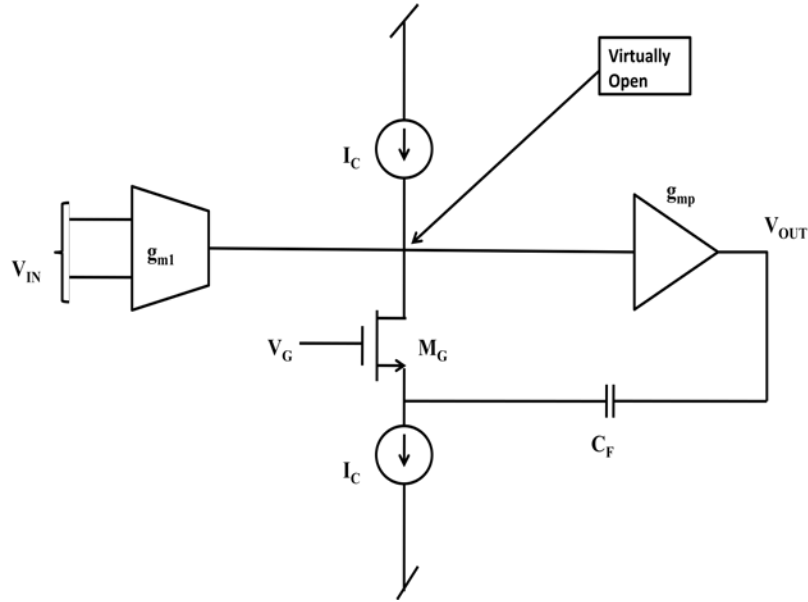 Virtually
Open
I_C
g_mp
V_OUT
g_m1
V_IN
V_G
M_G
C_F
I_C